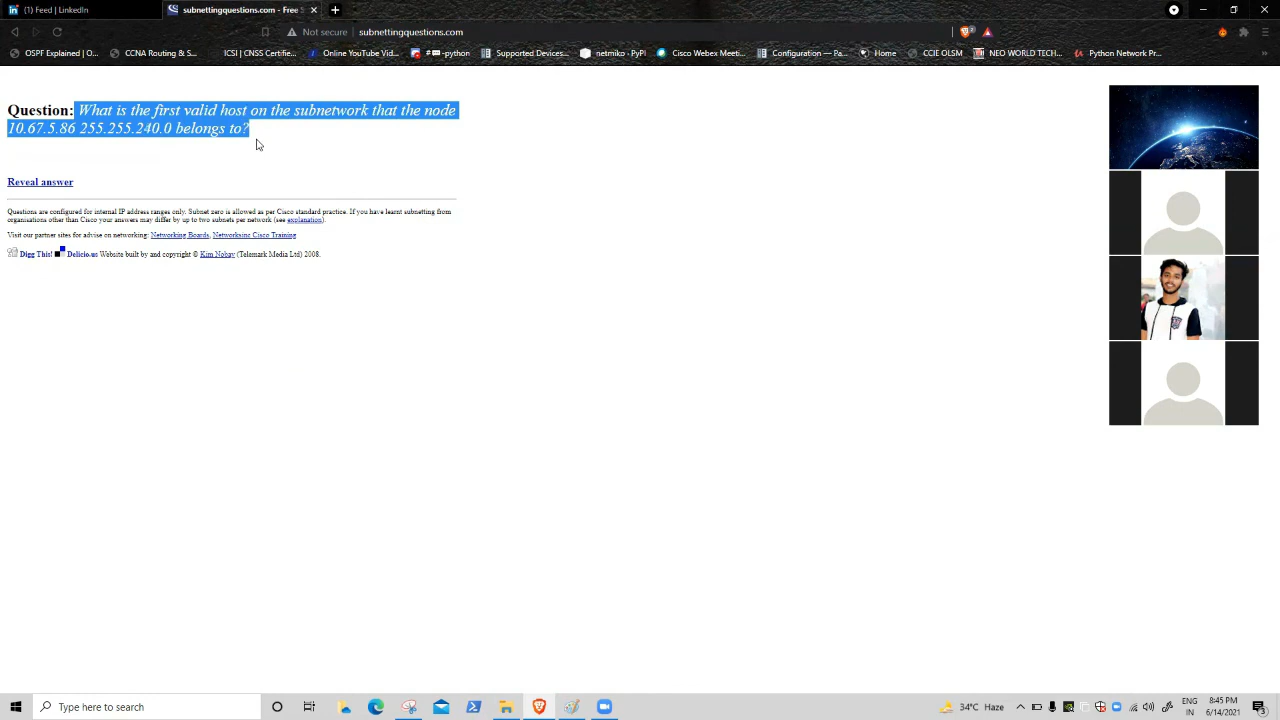 (1) Feed | LinkedIn
subnettingquestions.com - Free S
Not secure | subnettingquestions.com
OSPF Explained | O...
CCNA Routing & S...
ICSI | CNSS Certifie...
Online YouTube Vid...
-python
Supported Devices...
netmiko · PyPI
Cisco Webex Meeti...
Configuration — Pa...
Home
CCIE OLSM
NEO WORLD TECH...
Python Network Pr...
Question: What is the first valid host on the subnetwork that the node
10.67.5.86 255.255.240.0 belongs to?
Reveal answer
Questions are configured for internal IP address ranges only. Subnet zero is allowed as per Cisco standard practice. If you have learnt subnetting from
organisations other than Cisco your answers may differ by up to two subnets per network (see explanation).
Visit our partner sites for advise on networking: Networking Boards, Networksinc Cisco Training
Digg This! Delicio.us Website built by and copyright © Kim Nobay (Telemark Media Ltd) 2008.
Type here to search
34°C Haze
ENG
IN
8:45 PM
6/14/2021